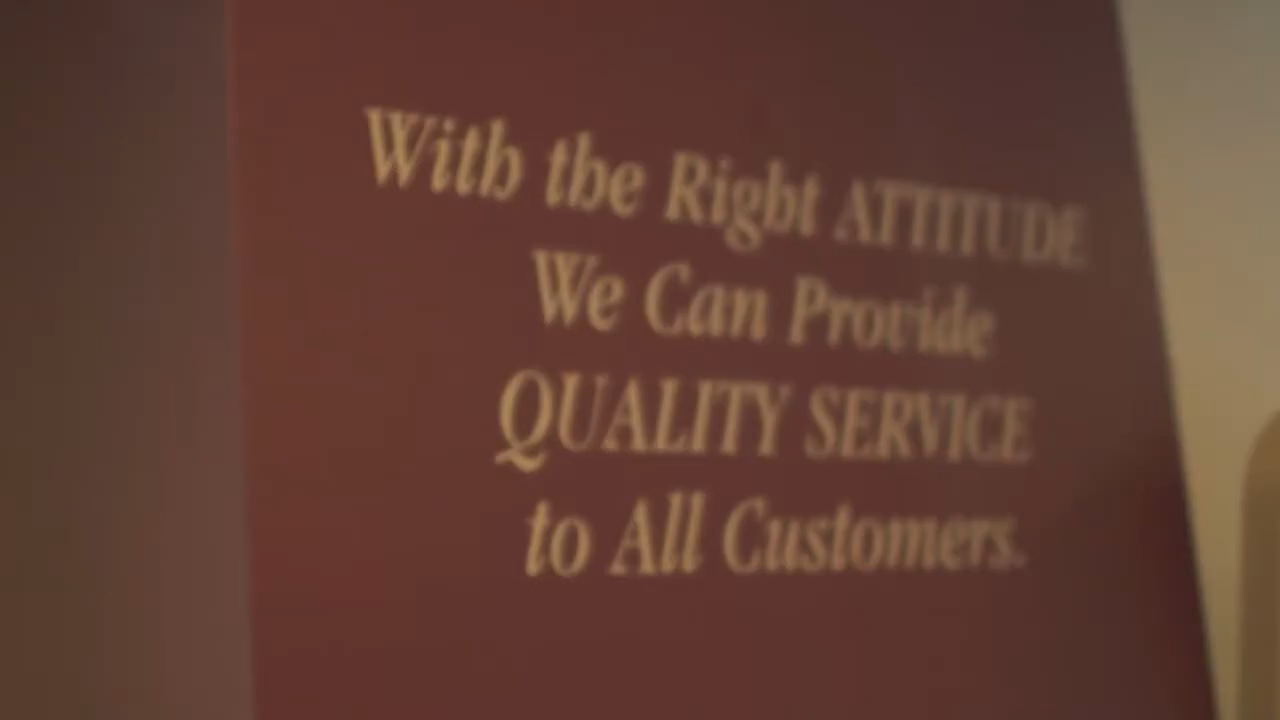 With the Right ATTITUDE
We Can Provide
QUALITY SERVICE
to All Customers.